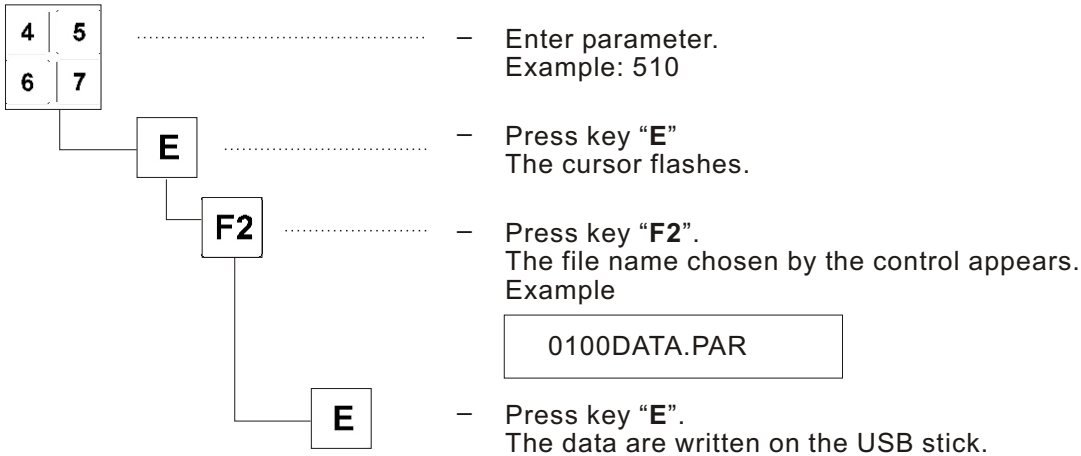 4 5
6 7
– Enter parameter.
Example: 510
E
– Press key “E”
The cursor flashes.
F2
– Press key “F2”.
The file name chosen by the control appears.
Example
0100DATA.PAR
E
– Press key “E”.
The data are written on the USB stick.